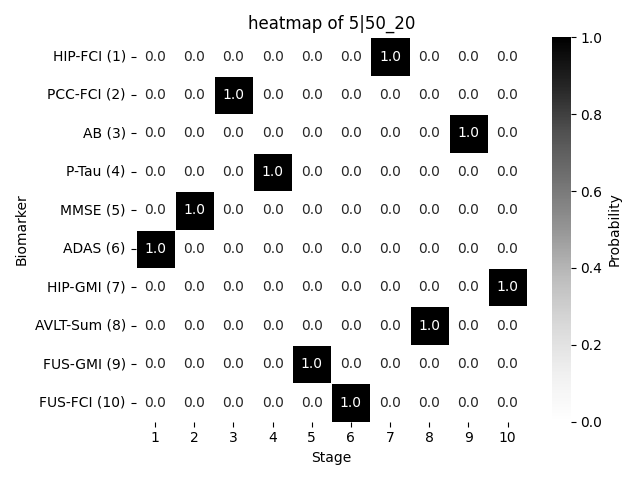 heatmap of 5|50_20
HIP-FCI (1) 0.0 0.0 0.0 0.0 0.0 0.0 1.0 0.0 0.0 0.0
PCC-FCI (2) 0.0 0.0 1.0 0.0 0.0 0.0 0.0 0.0 0.0 0.0
AB (3) 0.0 0.0 0.0 0.0 0.0 0.0 0.0 0.0 1.0 0.0
P-Tau (4) 0.0 0.0 0.0 1.0 0.0 0.0 0.0 0.0 0.0 0.0
MMSE (5) 0.0 1.0 0.0 0.0 0.0 0.0 0.0 0.0 0.0 0.0
ADAS (6) 1.0 0.0 0.0 0.0 0.0 0.0 0.0 0.0 0.0 0.0
HIP-GMI (7) 0.0 0.0 0.0 0.0 0.0 0.0 0.0 0.0 0.0 1.0
AVLT-Sum (8) 0.0 0.0 0.0 0.0 0.0 0.0 0.0 1.0 0.0 0.0
FUS-GMI (9) 0.0 0.0 0.0 0.0 1.0 0.0 0.0 0.0 0.0 0.0
FUS-FCI (10) 0.0 0.0 0.0 0.0 0.0 1.0 0.0 0.0 0.0 0.0
1 2 3 4 5 6 7 8 9 10
Stage
Biomarker
1.0
0.8
0.6
0.4
0.2
0.0
Probability